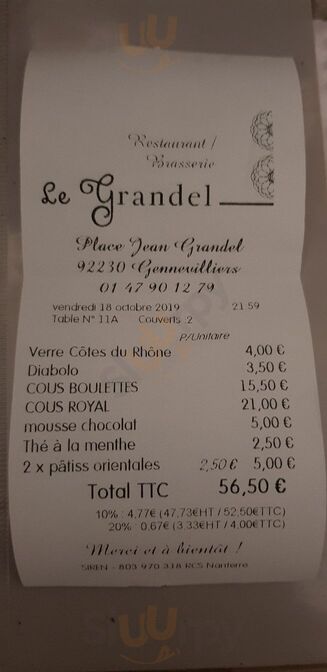 Restaurant /
Brasserie
Le Grandel
Place Jean Grandel
92230 Gennevilliers
01 47 90 12 79
vendredi 18 octobre 2019 21:59
Table N° 11A Couverts 2
P/Unitaire
Verre Côtes du Rhône 4,00 €
Diabolo 3,50 €
COUS BOULETTES 15,50 €
COUS ROYAL 21,00 €
mousse chocolat 5,00 €
Thé à la menthe 2,50 €
2 x pâtiss orientales 2,50 € 5,00 €
Total TTC 56,50 €
10% : 4,77€ (47,73€HT / 52,50€TTC)
20% : 0,67€ (3,33€HT / 4,00€TTC)
Merci et à bientôt !
SIREN - 803 970 318 RCS Nanterre